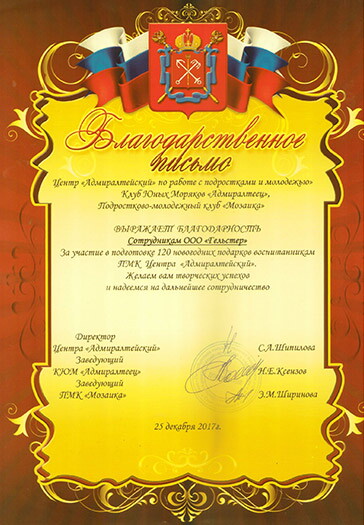 Благодарственное
письмо
Центр «Адмиралтейский» по работе с подростками и молодежью»
Клуб Юных Моряков «Адмиралтеец»,
Подростково-молодежный клуб «Мозаика»
ВЫРАЖАЕТ БЛАГОДАРНОСТЬ
Сотрудникам ООО «Гельстер»
За участие в подготовке 120 новогодних подарков воспитанникам
ПМК Центра «Адмиралтейский».
Желаем вам творческих успехов
и надеемся на дальнейшее сотрудничество
Директор
Центра «Адмиралтейский» С.А.Шипилова
Заведующий
КЮМ «Адмиралтеец» Н.Е.Ксензов
Заведующий
ПМК «Мозаика» Э.М.Ширинова
25 декабря 2017г.